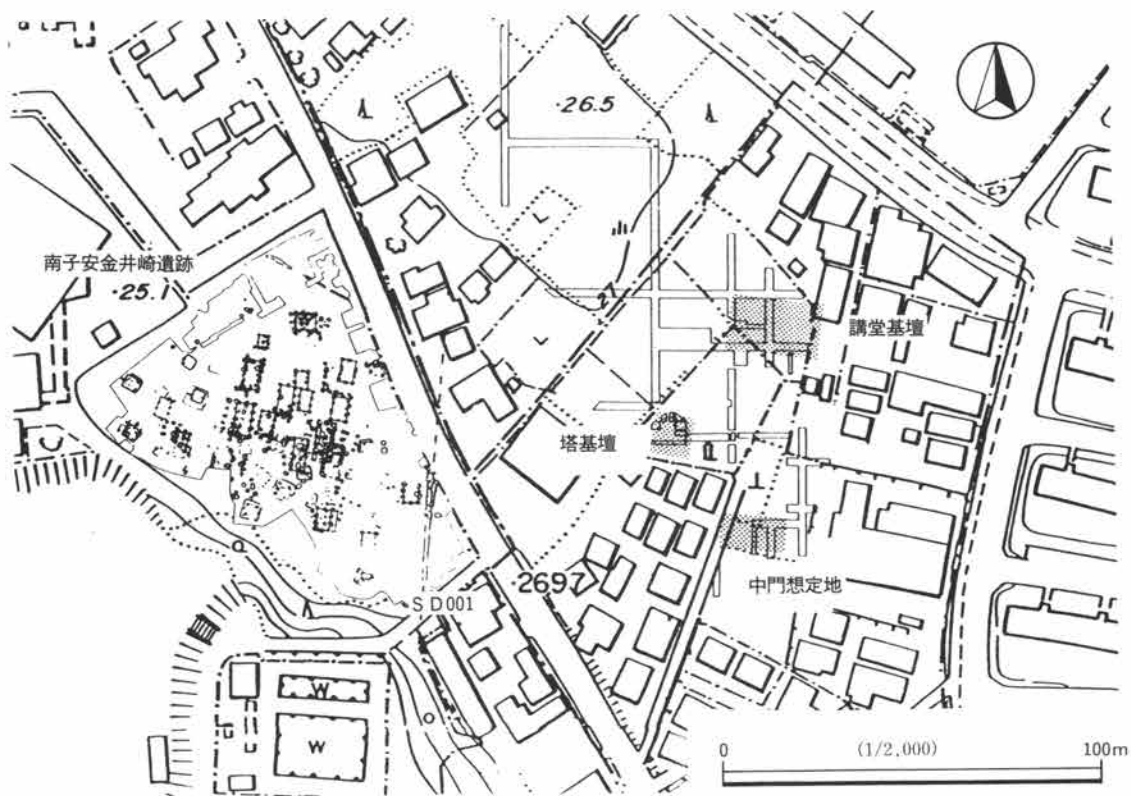 26.5
南子安金井崎遺跡
25.1
27
講堂基壇
塔基壇
2697
中門想定地
SD001
W
W
0 (1/2,000) 100m